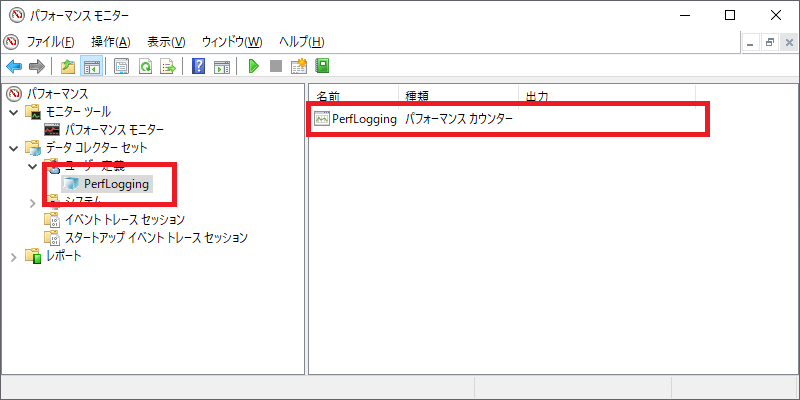 パフォーマンス モニター
ファイル(F) 操作(A) 表示(V) ウィンドウ(W) ヘルプ(H)
パフォーマンス
モニター ツール
パフォーマンス モニター
データ コレクター セット
ユーザー定義
PerfLogging
システム
イベント トレース セッション
スタートアップ イベント トレース セッション
レポート
名前 種類 出力
PerfLogging パフォーマンス カウンター